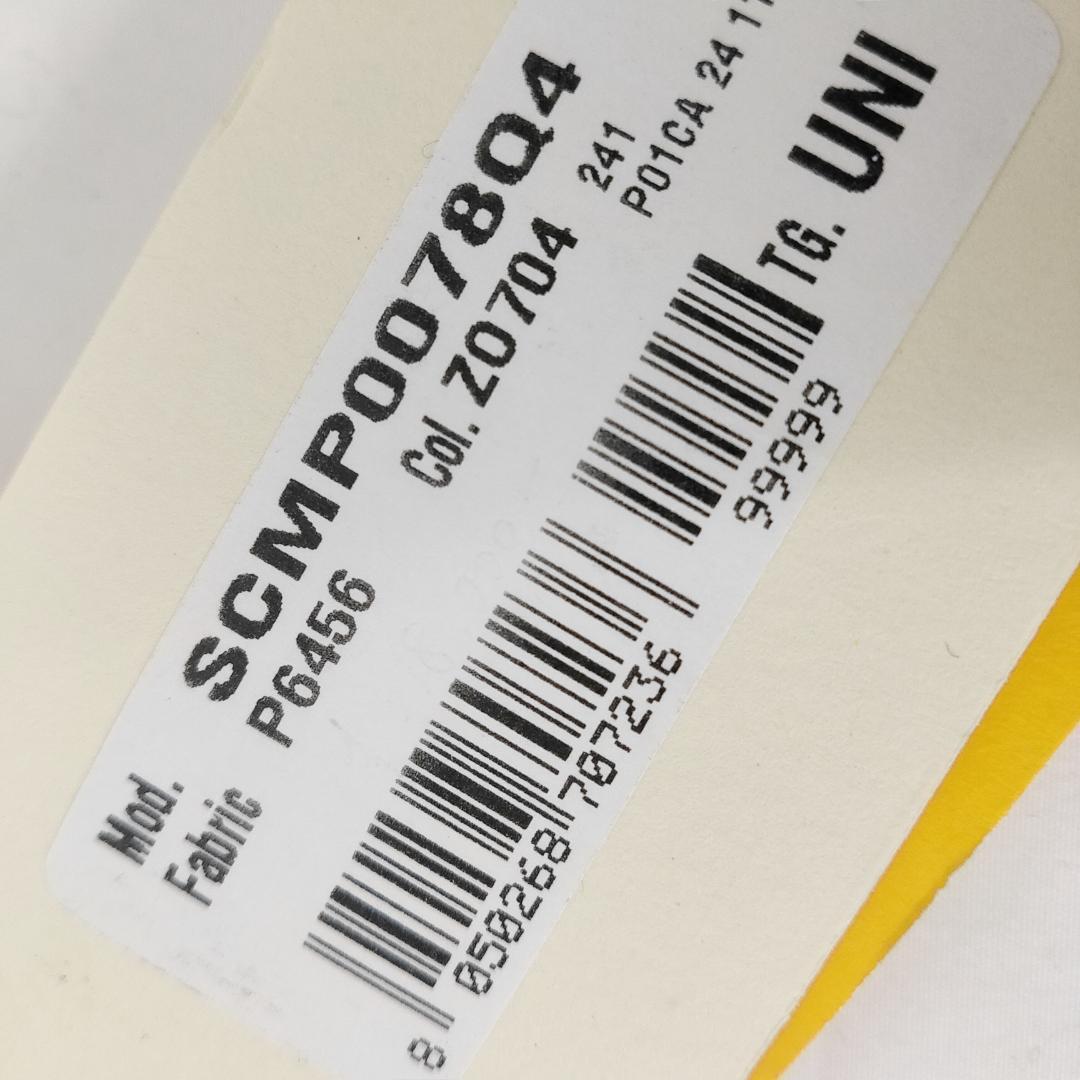 Mod. SCMP0078Q4
Fabric P6456 Col. Z0704 241
P01CA 24
TG. UNI
8 050268 707236 99999